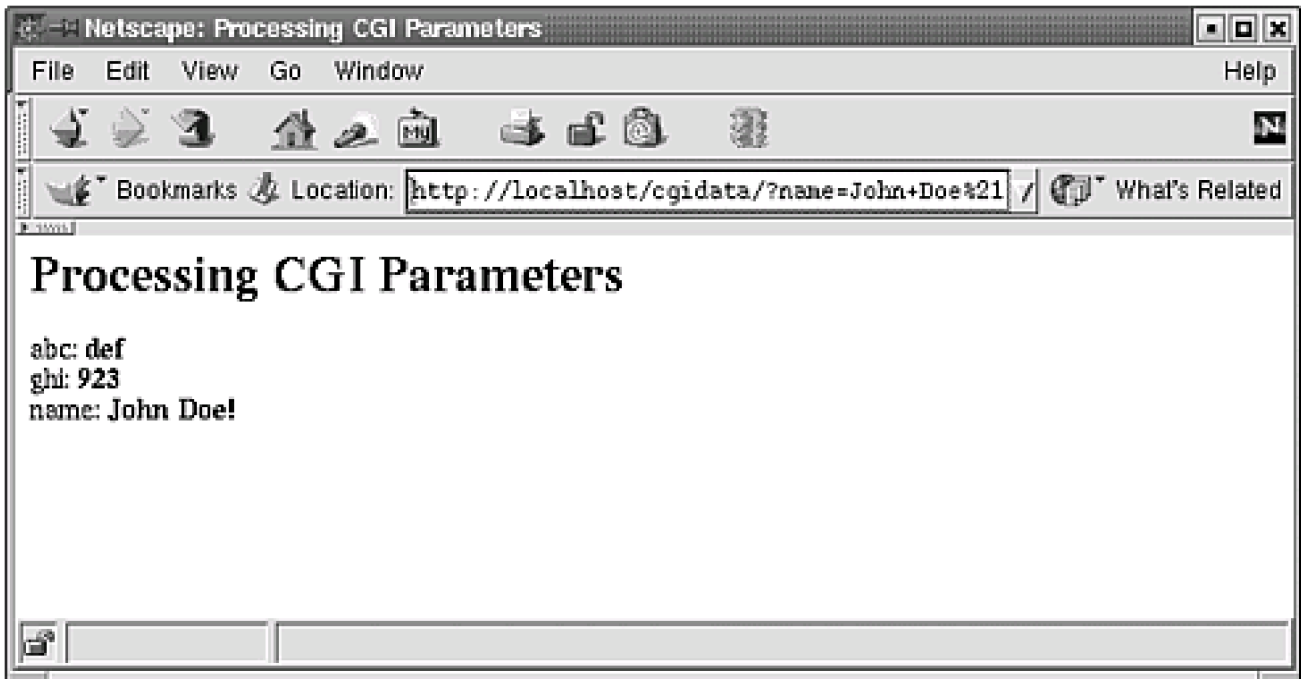 Netscape: Processing CGI Parameters
File Edit View Go Window Help
My N
Bookmarks Location: http://localhost/cgidata/?name=John+Doe%21 What's Related
Processing CGI Parameters
abc: def
ghi: 923
name: John Doe!